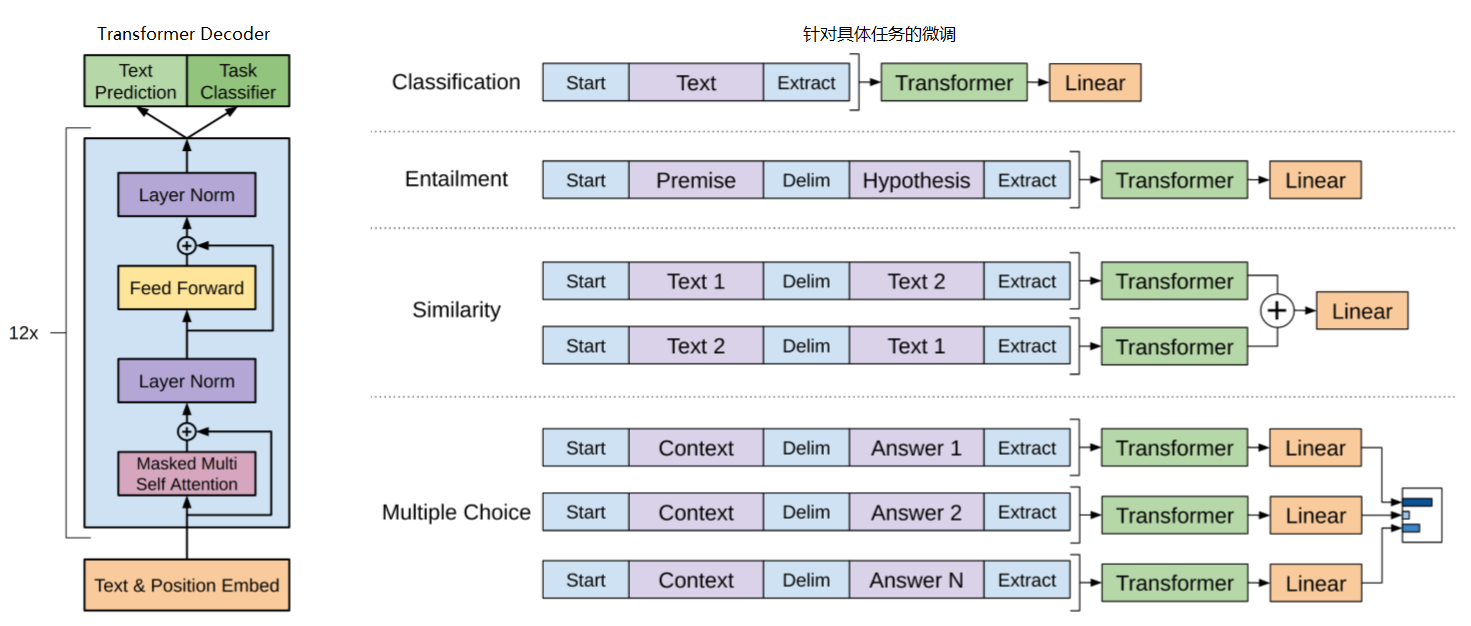 Transformer Decoder
Text
Prediction
Task
Classifier
12x
Layer Norm
+
Feed Forward
Layer Norm
+
Masked Multi
Self Attention
Text & Position Embed
针对具体任务的微调
Classification
Start Text Extract Transformer Linear
Entailment
Start Premise Delim Hypothesis Extract Transformer Linear
Similarity
Start Text 1 Delim Text 2 Extract Transformer
+ Linear
Start Text 2 Delim Text 1 Extract Transformer
Multiple Choice
Start Context Delim Answer 1 Extract Transformer Linear
Start Context Delim Answer 2 Extract Transformer Linear
Start Context Delim Answer N Extract Transformer Linear